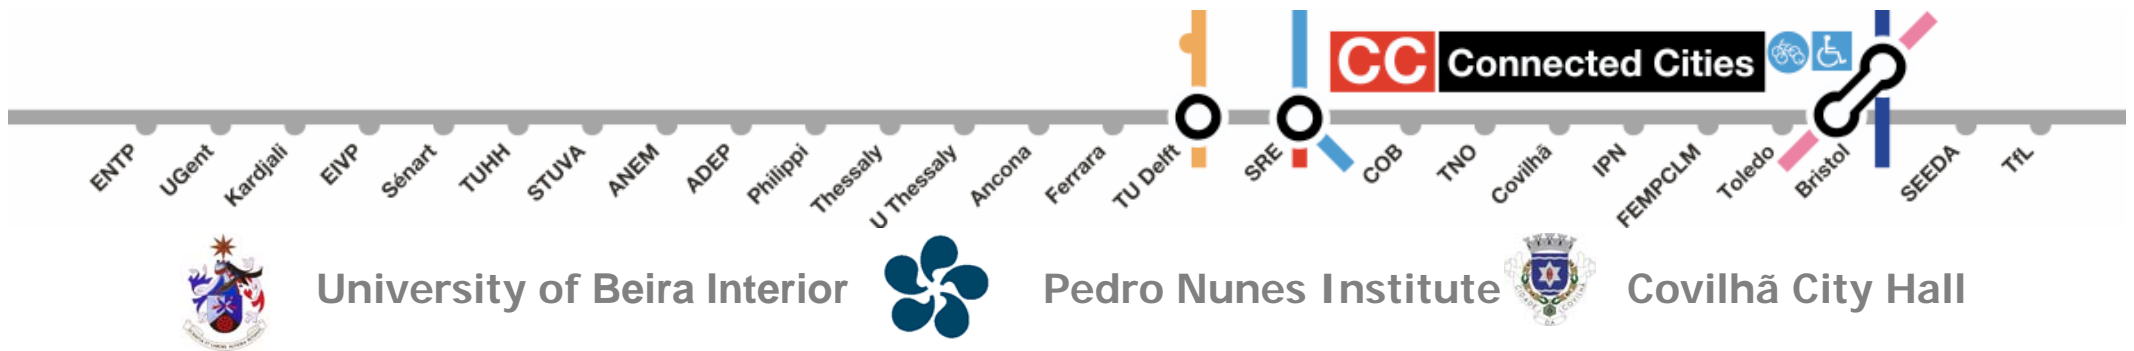 CC Connected Cities
ENTP
UGent
Kardjali
EIVP
Sénart
TUHH
STUVA
ANEM
ADEP
Philippi
Thessaly
U Thessaly
Ancona
Ferrara
TU Delft
SRE
COB
TNO
Covilhã
IPN
FEMPCLM
Toledo
Bristol
SEEDA
TfL
University of Beira Interior
Pedro Nunes Institute
Covilhã City Hall